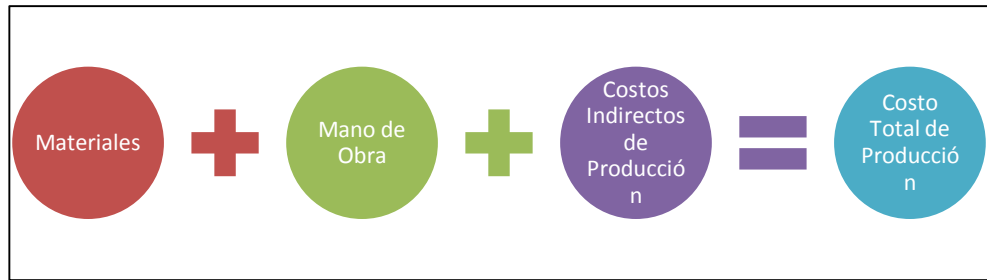 Materiales
Mano de
Obra
Costos
Indirectos
de
Producció
n
Costo
Total de
Producció
n